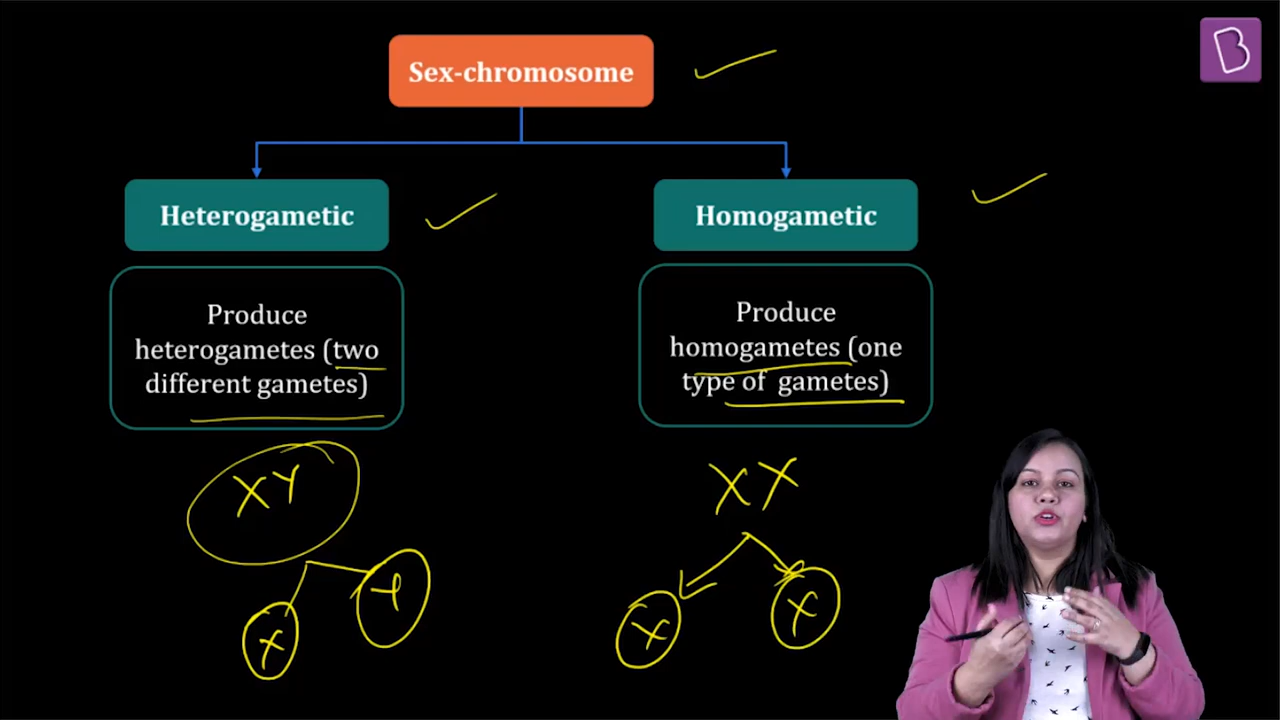 Sex-chromosome
B
Heterogametic
Homogametic
Produce
heterogametes (two
different gametes)
Produce
homogametes (one
type of gametes)
XY
XX
X
Y
X
X